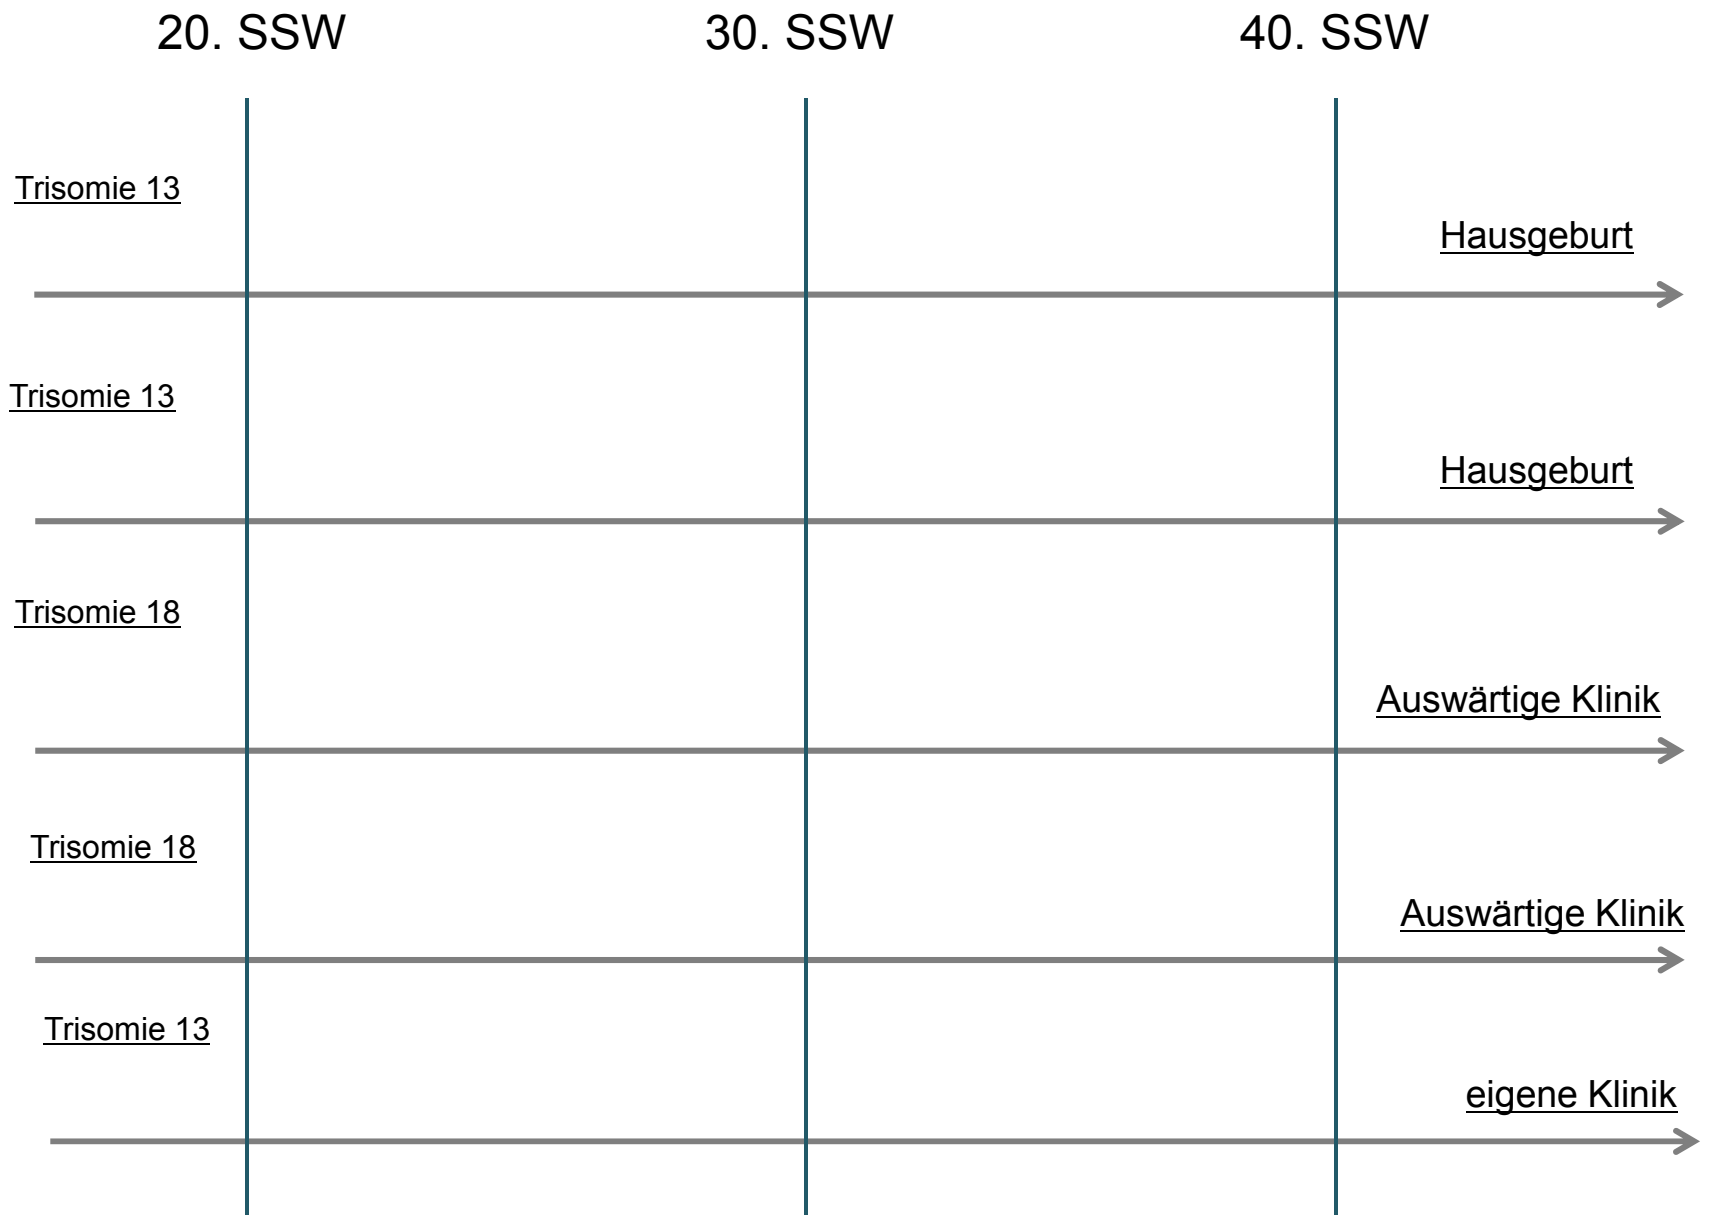 20. SSW 30. SSW 40. SSW
Trisomie 13
Hausgeburt
Trisomie 13
Hausgeburt
Trisomie 18
Auswärtige Klinik
Trisomie 18
Auswärtige Klinik
Trisomie 13
eigene Klinik